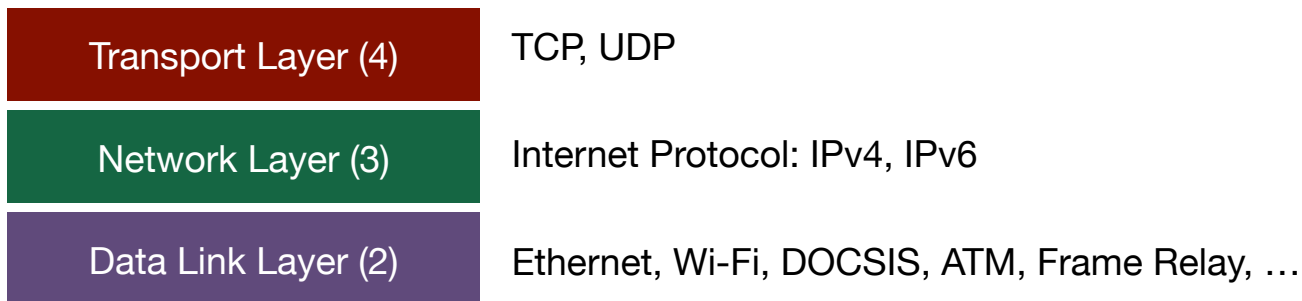 Transport Layer (4) TCP, UDP
Network Layer (3) Internet Protocol: IPv4, IPv6
Data Link Layer (2) Ethernet, Wi-Fi, DOCSIS, ATM, Frame Relay, …